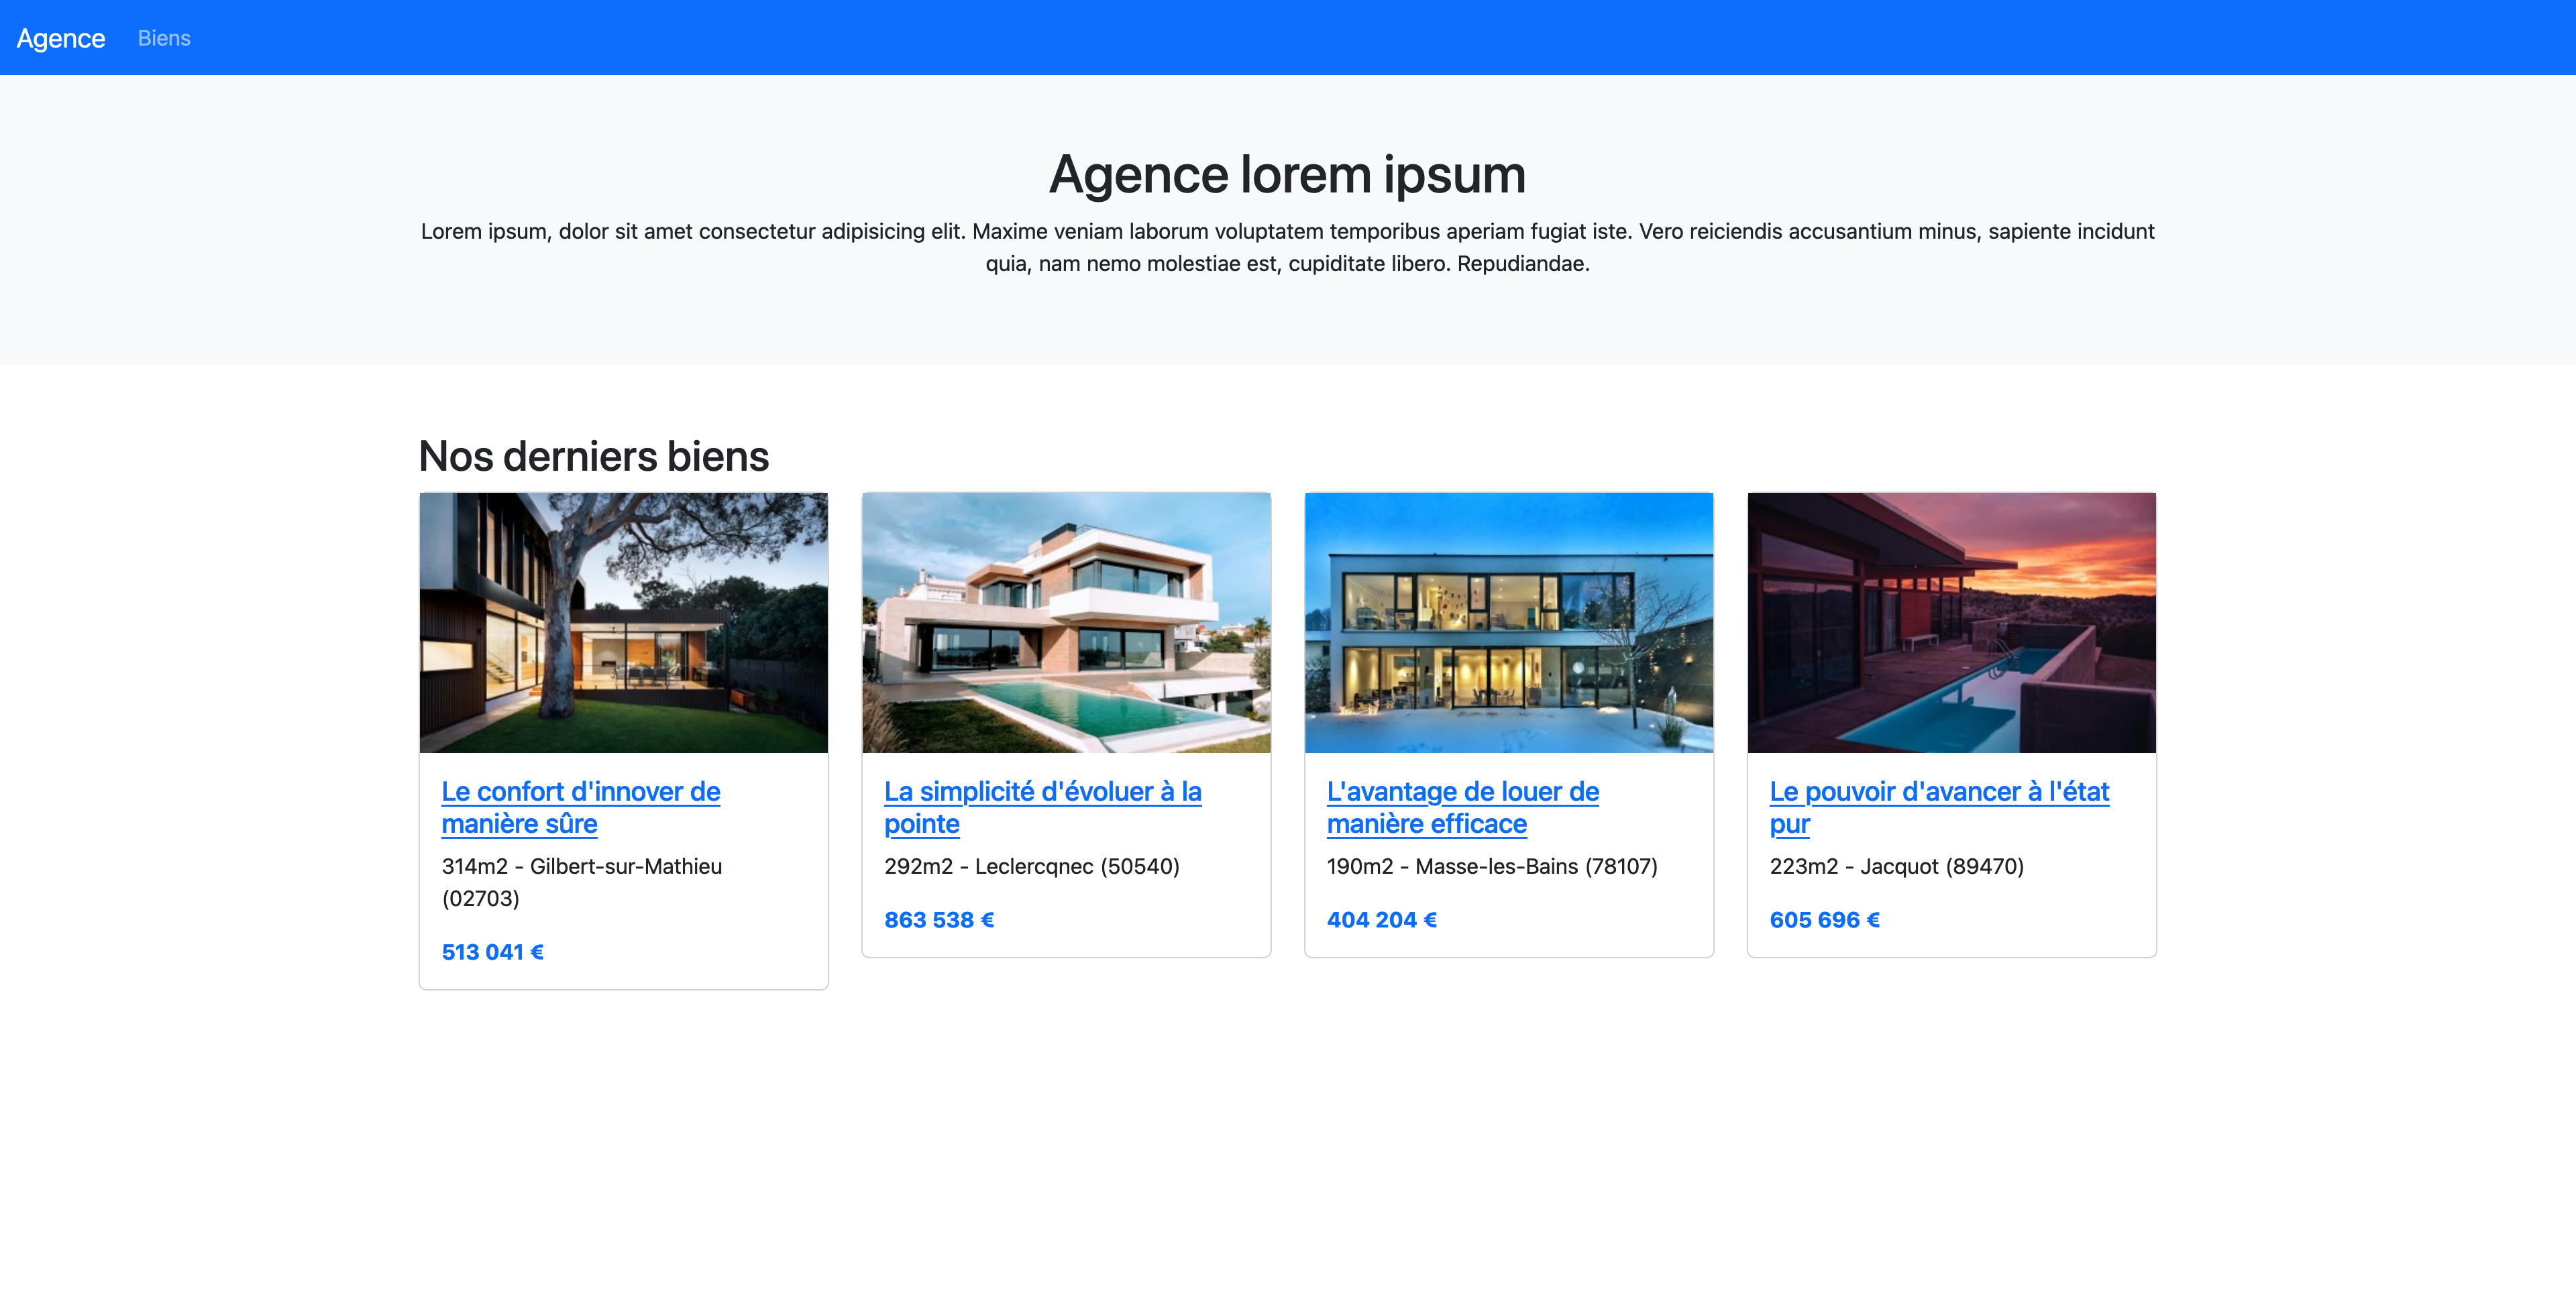 Agence Biens
Agence lorem ipsum
Lorem ipsum, dolor sit amet consectetur adipisicing elit. Maxime veniam laborum voluptatem temporibus aperiam fugiat iste. Vero reiciendis accusantium minus, sapiente incidunt
quia, nam nemo molestiae est, cupiditate libero. Repudiandae.
Nos derniers biens
Le confort d'innover de
manière sûre
314m2 - Gilbert-sur-Mathieu
(02703)
513 041 €
La simplicité d'évoluer à la
pointe
292m2 - Leclercqnec (50540)
863 538 €
L'avantage de louer de
manière efficace
190m2 - Masse-les-Bains (78107)
404 204 €
Le pouvoir d'avancer à l'état
pur
223m2 - Jacquot (89470)
605 696 €